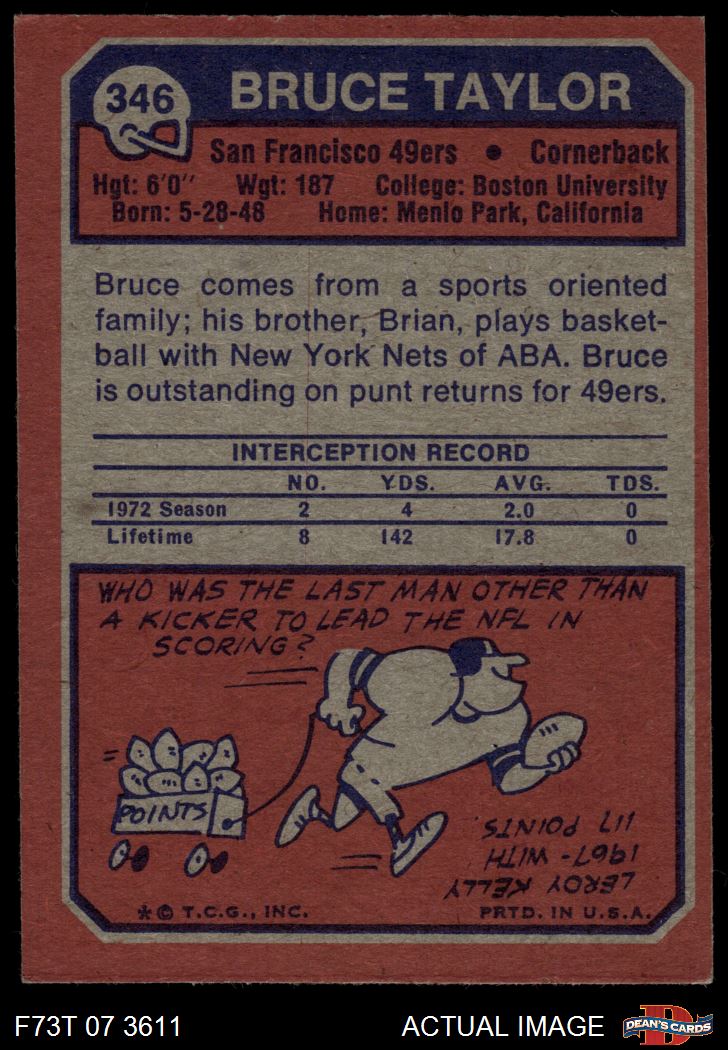 346
BRUCE TAYLOR
San Francisco 49ers • Cornerback
Hgt: 6'0" Wgt: 187 College: Boston University
Born: 5-28-48 Home: Menlo Park, California
Bruce comes from a sports oriented
family; his brother, Brian, plays basket-
ball with New York Nets of ABA. Bruce
is outstanding on punt returns for 49ers.
INTERCEPTION RECORD
NO. YDS. AVG. TDS.
1972 Season 2 4 2.0 0
Lifetime 8 142 17.8 0
WHO WAS THE LAST MAN OTHER THAN
A KICKER TO LEAD THE NFL IN
SCORING?
POINTS
LEROY KELLY
1967 - WITH
117 POINTS.
* © T.C.G., INC. PRTD. IN U.S.A.
F73T 07 3611 ACTUAL IMAGE
D
DEAN'S CARDS